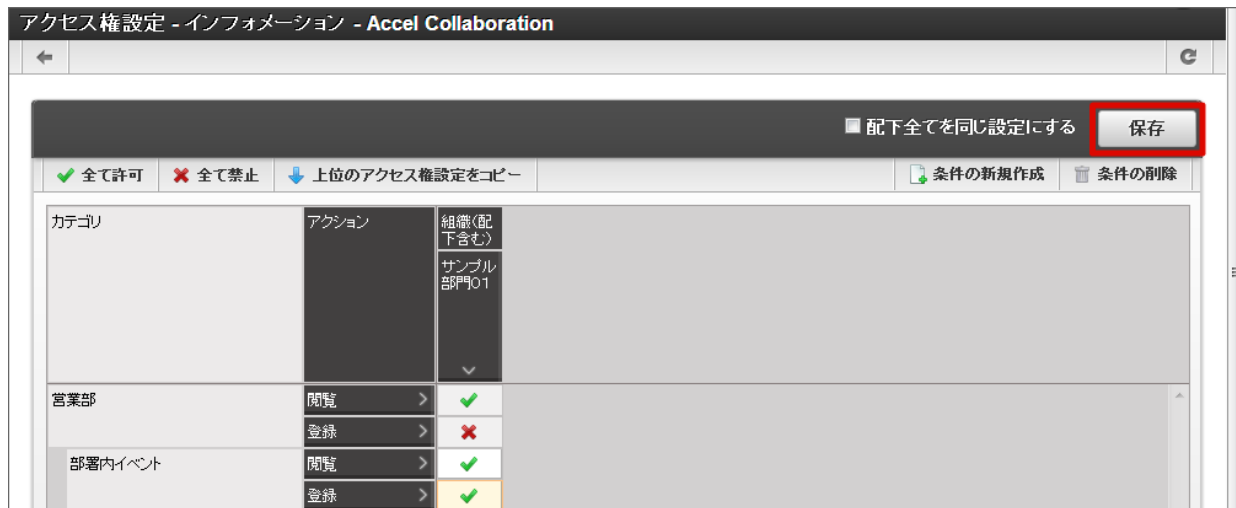 アクセス権設定 - インフォメーション - Accel Collaboration
配下全てを同じ設定にする 保存
全て許可 全て禁止 上位のアクセス権設定をコピー 条件の新規作成 条件の削除
カテゴリ アクション 組織(配
下含む)
サンプル
部門01
営業部 閲覧
登録
部署内イベント 閲覧
登録